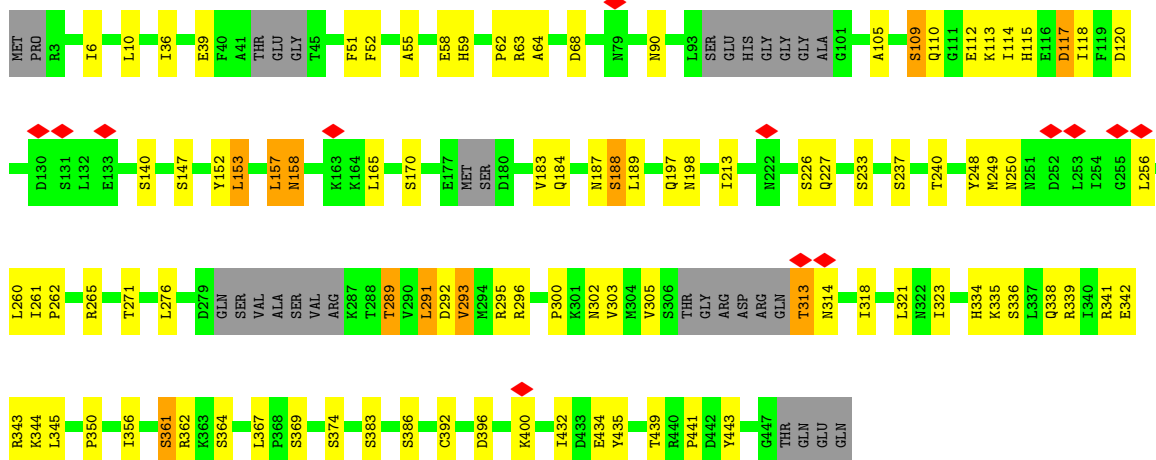 MET PRO R3 I6 L10 I36 E39 F40 A41 THR GLU GLY T45 F51 F52 A55 E58 H59 P62 R63 A64 D68 N79 N90 L93 SER GLU HIS GLY GLY GLY ALA G101 A105 S109 Q110 G111 E112 K113 I114 H115 E116 D117 I118 F119 D120
D130 S131 L132 E133 S140 S147 Y152 L153 L157 N158 K163 K164 L165 S170 E177 MET SER D180 V183 Q184 N187 S188 L189 Q197 N198 I213 N222 S226 Q227 S233 S237 T240 Y248 M249 N250 N251 D252 L253 I254 G255 L256
L260 I261 P262 R265 T271 L276 D279 GLN SER VAL ALA SER VAL ARG K287 T288 T289 V290 L291 D292 V293 M294 R295 R296 P300 K301 N302 V303 M304 V305 S306 THR GLY ARG ASP ARG GLN T313 N314 I318 L321 N322 I323 H334 K335 S336 L337 Q338 R339 I340 R341 E342
R343 K344 L345 P350 I356 S361 R362 K363 S364 L367 P368 S369 S374 S383 S386 C392 D396 K400 I432 D433 E434 Y435 T439 R440 P441 D442 Y443 G447 THR GLN GLU GLN